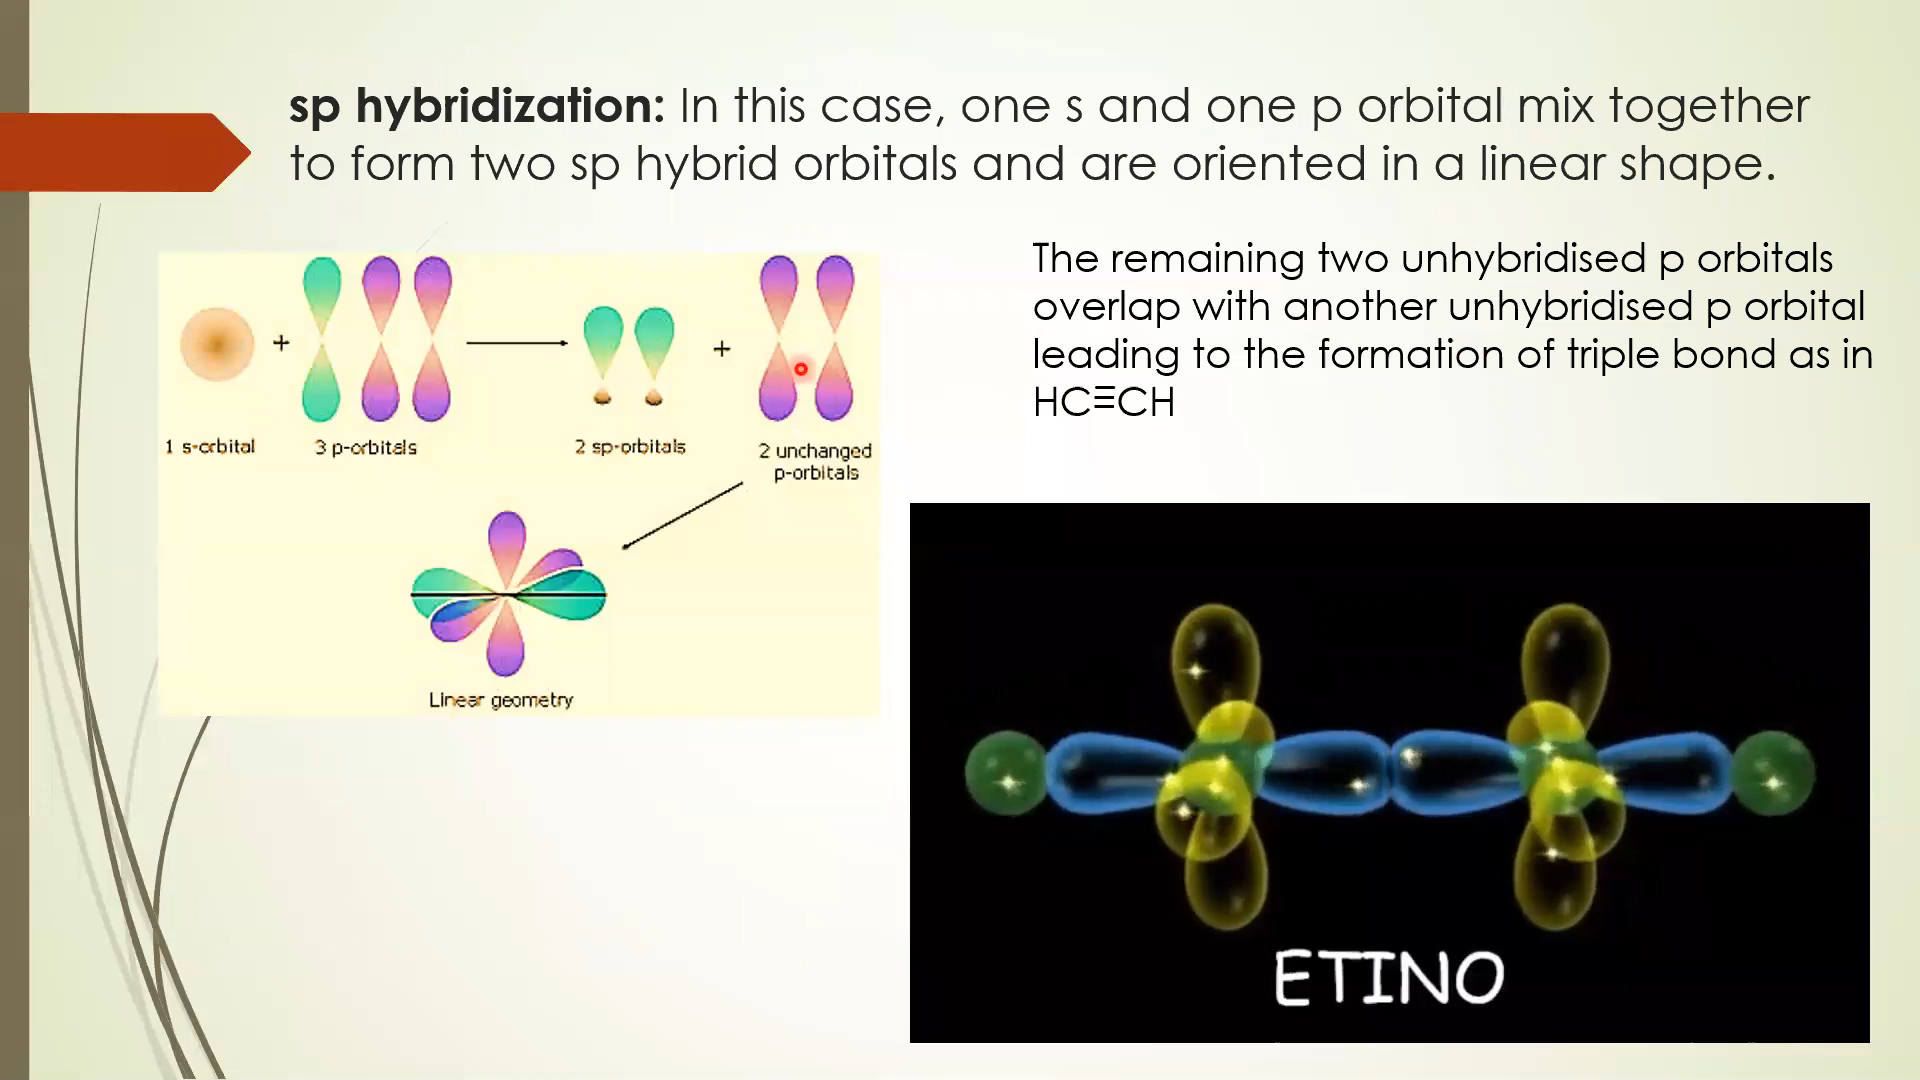 sp hybridization: In this case, one s and one p orbital mix together
to form two sp hybrid orbitals and are oriented in a linear shape.
The remaining two unhybridised p orbitals
overlap with another unhybridised p orbital
leading to the formation of triple bond as in
HC≡CH
+
+
1 s-orbital
3 p-orbitals
2 sp-orbitals
2 unchanged
p-orbitals
Linear geometry
ETINO